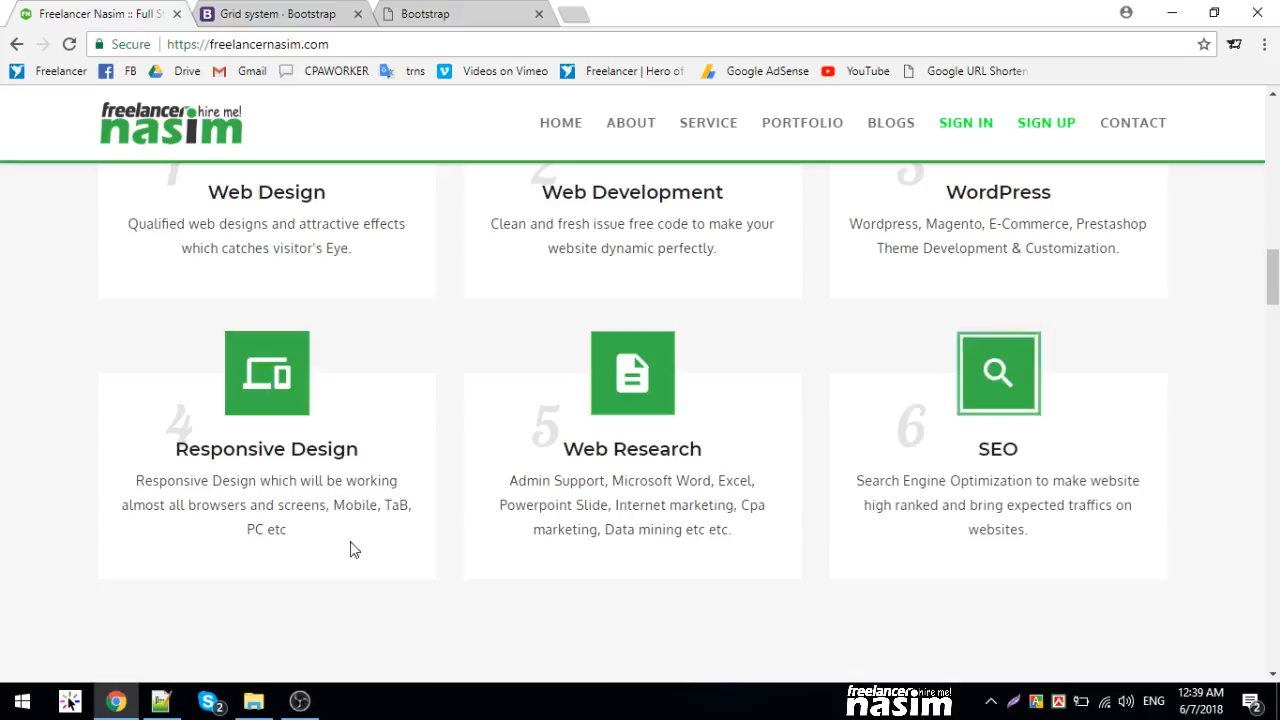 Freelancer Nasim :: Full S
Grid system · Bootstrap
Bootstrap
Secure
https://freelancernasim.com
Freelancer
FB
Drive
Gmail
CPAWORKER
trns
Videos on Vimeo
Freelancer | Hero of
Google AdSense
YouTube
Google URL Shorten
freelancer hire me!
nasim
HOME
ABOUT
SERVICE
PORTFOLIO
BLOGS
SIGN IN
SIGN UP
CONTACT
1
Web Design
Qualified web designs and attractive effects
which catches visitor's Eye.
2
Web Development
Clean and fresh issue free code to make your
website dynamic perfectly.
3
WordPress
Wordpress, Magento, E-Commerce, Prestashop
Theme Development & Customization.
4
Responsive Design
Responsive Design which will be working
almost all browsers and screens, Mobile, TaB,
PC etc
5
Web Research
Admin Support, Microsoft Word, Excel,
Powerpoint Slide, Internet marketing, Cpa
marketing, Data mining etc etc.
6
SEO
Search Engine Optimization to make website
high ranked and bring expected traffics on
websites.
2
freelancer hire me!
nasim
ENG
12:39 AM
6/7/2018
2